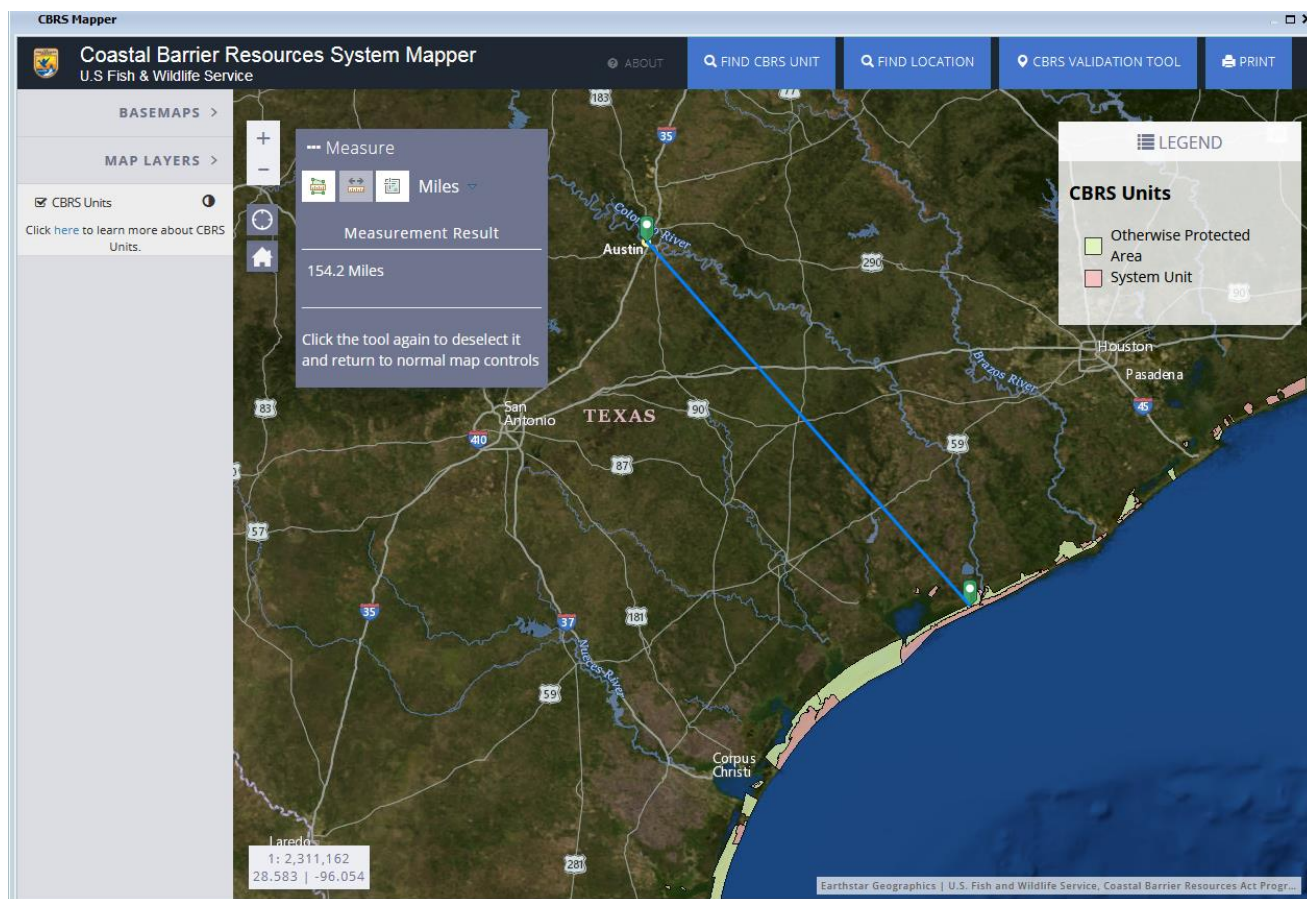 CBRS Mapper
Coastal Barrier Resources System Mapper
U.S Fish & Wildlife Service
ABOUT
FIND CBRS UNIT
FIND LOCATION
CBRS VALIDATION TOOL
PRINT
BASEMAPS >
MAP LAYERS >
CBRS Units
Click here to learn more about CBRS
Units.
+
−
Measure
Miles
Measurement Result
154.2 Miles
Click the tool again to deselect it
and return to normal map controls
LEGEND
CBRS Units
Otherwise Protected
Area
System Unit
183
77
35
Colorado River
Austin
290
90
Brazos River
Houston
Pasadena
45
83
San
Antonio
TEXAS
90
410
59
87
57
35
37
181
Nueces River
59
Corpus
Christi
Laredo
281
1: 2,311,162
28.583 | -96.054
Earthstar Geographics | U.S. Fish and Wildlife Service, Coastal Barrier Resources Act Progr...